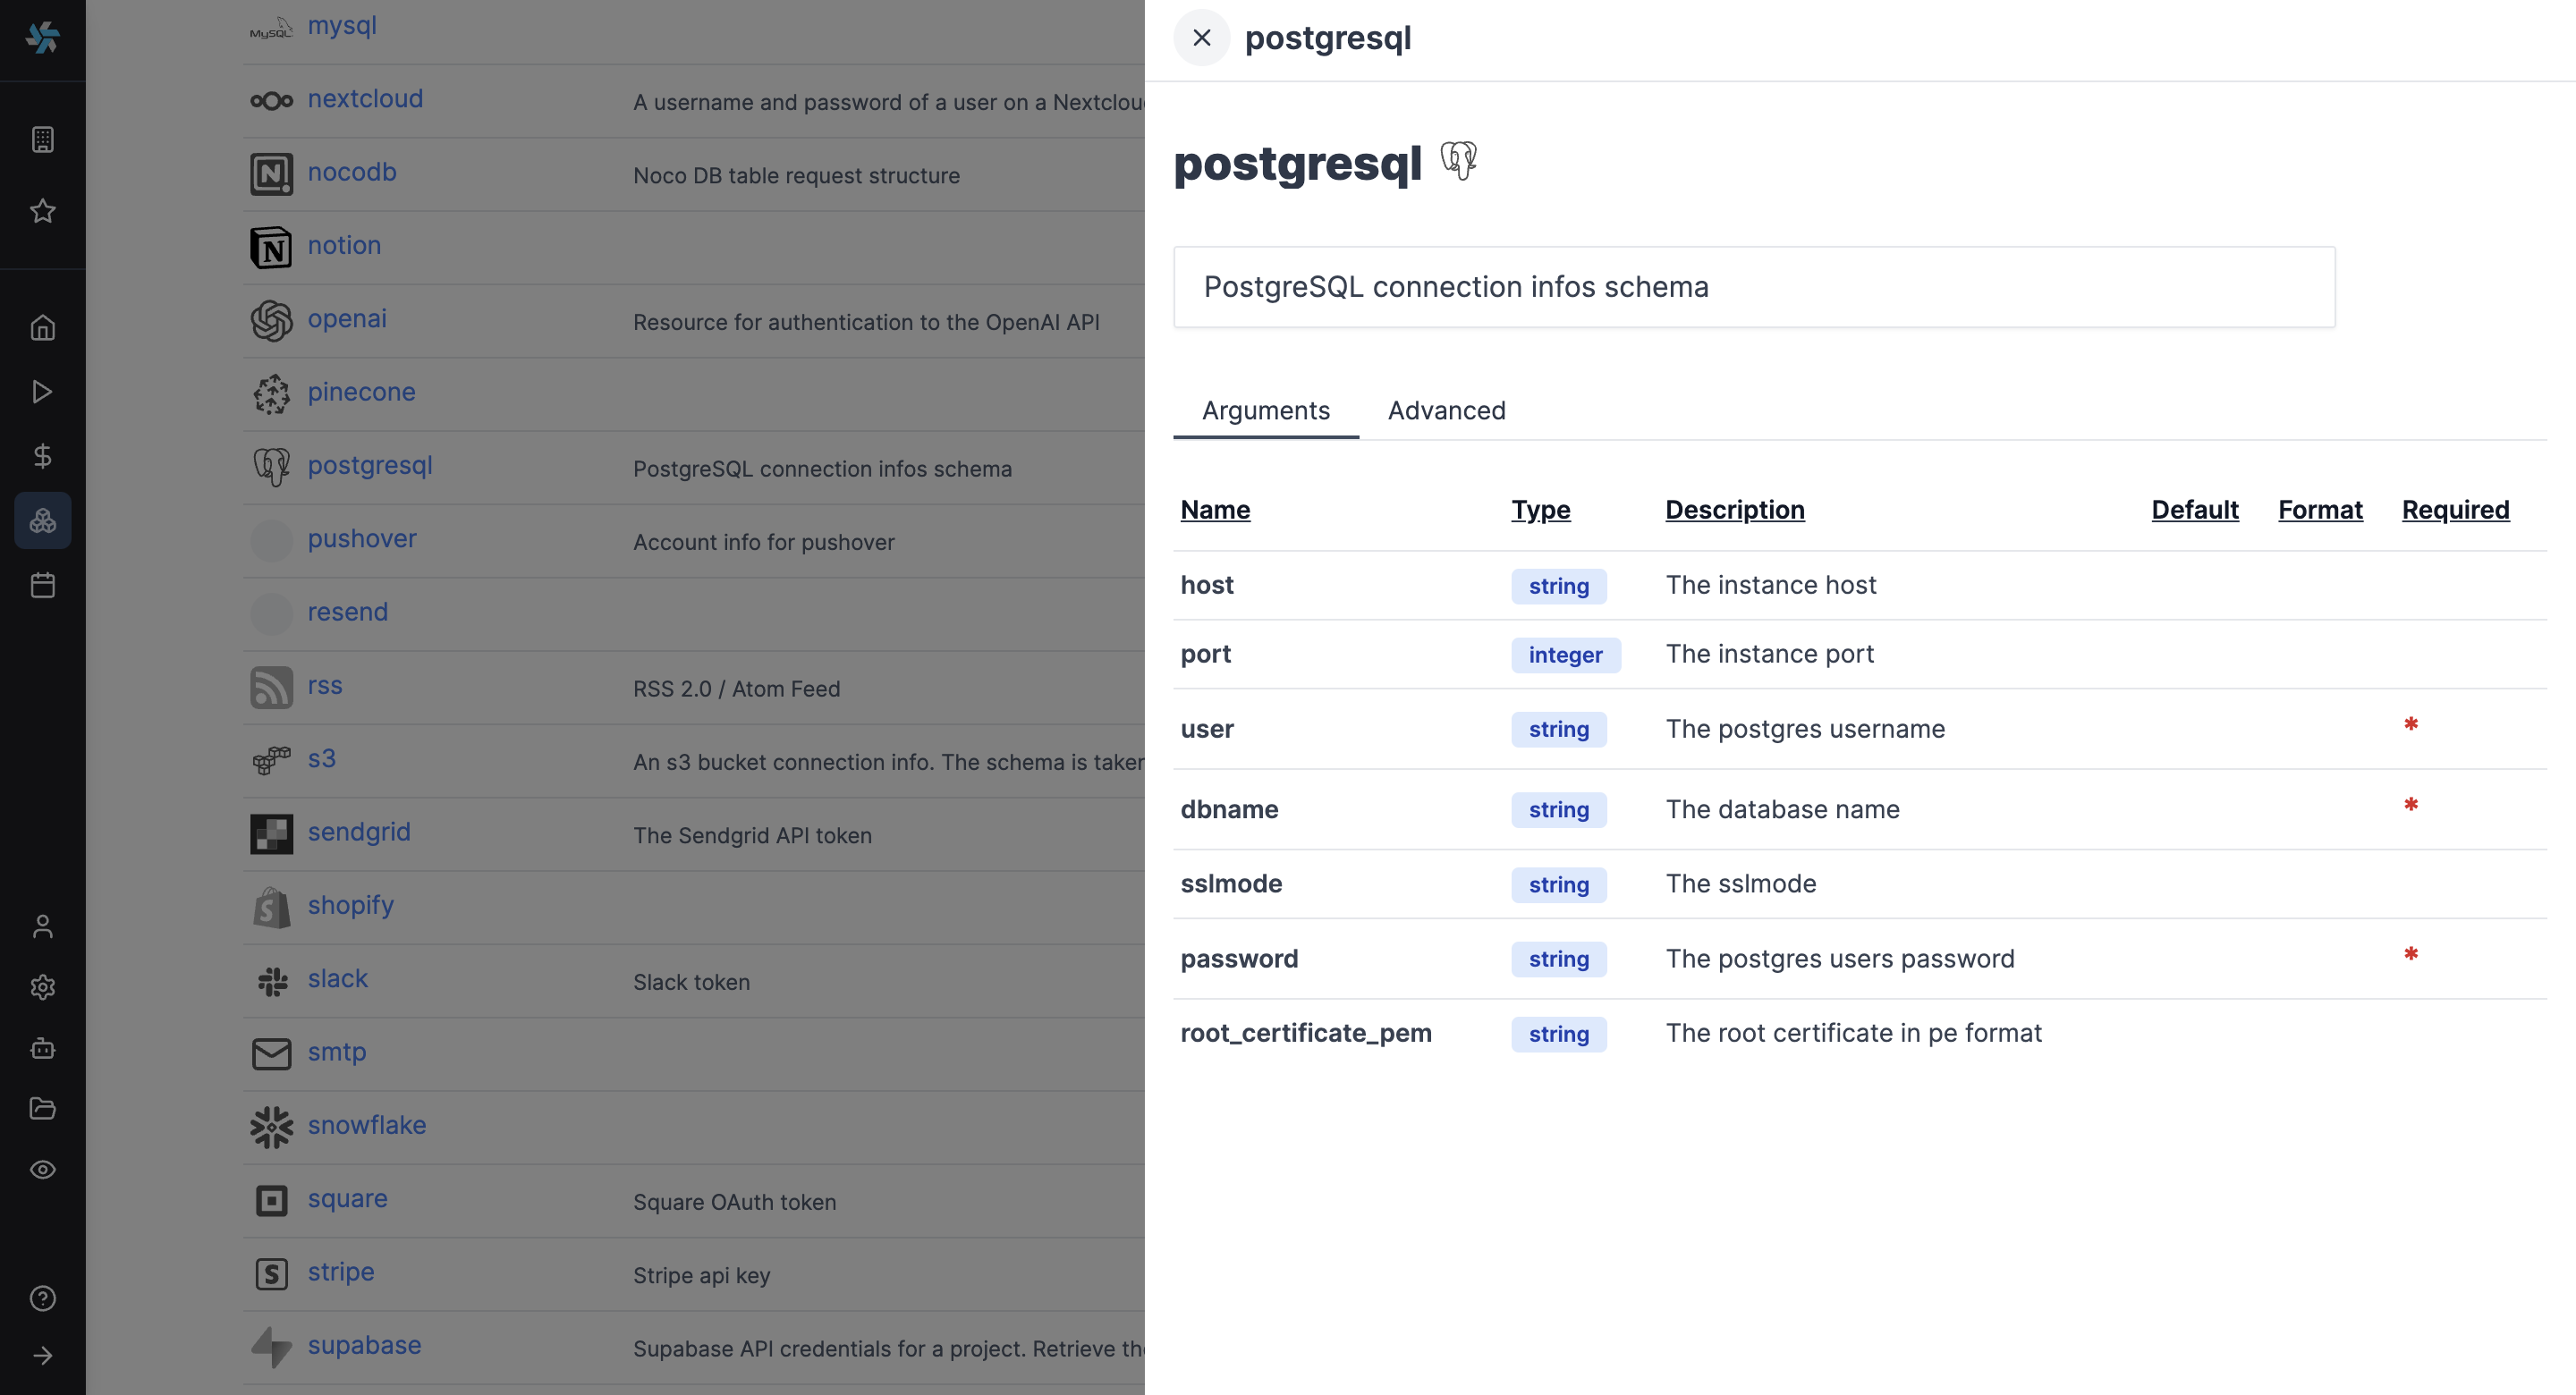 MySQL mysql
nextcloud A username and password of a user on a Nextclou
nocodb Noco DB table request structure
notion
openai Resource for authentication to the OpenAI API
pinecone
postgresql PostgreSQL connection infos schema
pushover Account info for pushover
resend
rss RSS 2.0 / Atom Feed
s3 An s3 bucket connection info. The schema is taken
sendgrid The Sendgrid API token
shopify
slack Slack token
smtp
snowflake
square Square OAuth token
stripe Stripe api key
supabase Supabase API credentials for a project. Retrieve the
postgresql
postgresql
PostgreSQL connection infos schema
Arguments Advanced
Name Type Description Default Format Required
host string The instance host
port integer The instance port
user string The postgres username *
dbname string The database name *
sslmode string The sslmode
password string The postgres users password *
root_certificate_pem string The root certificate in pe format